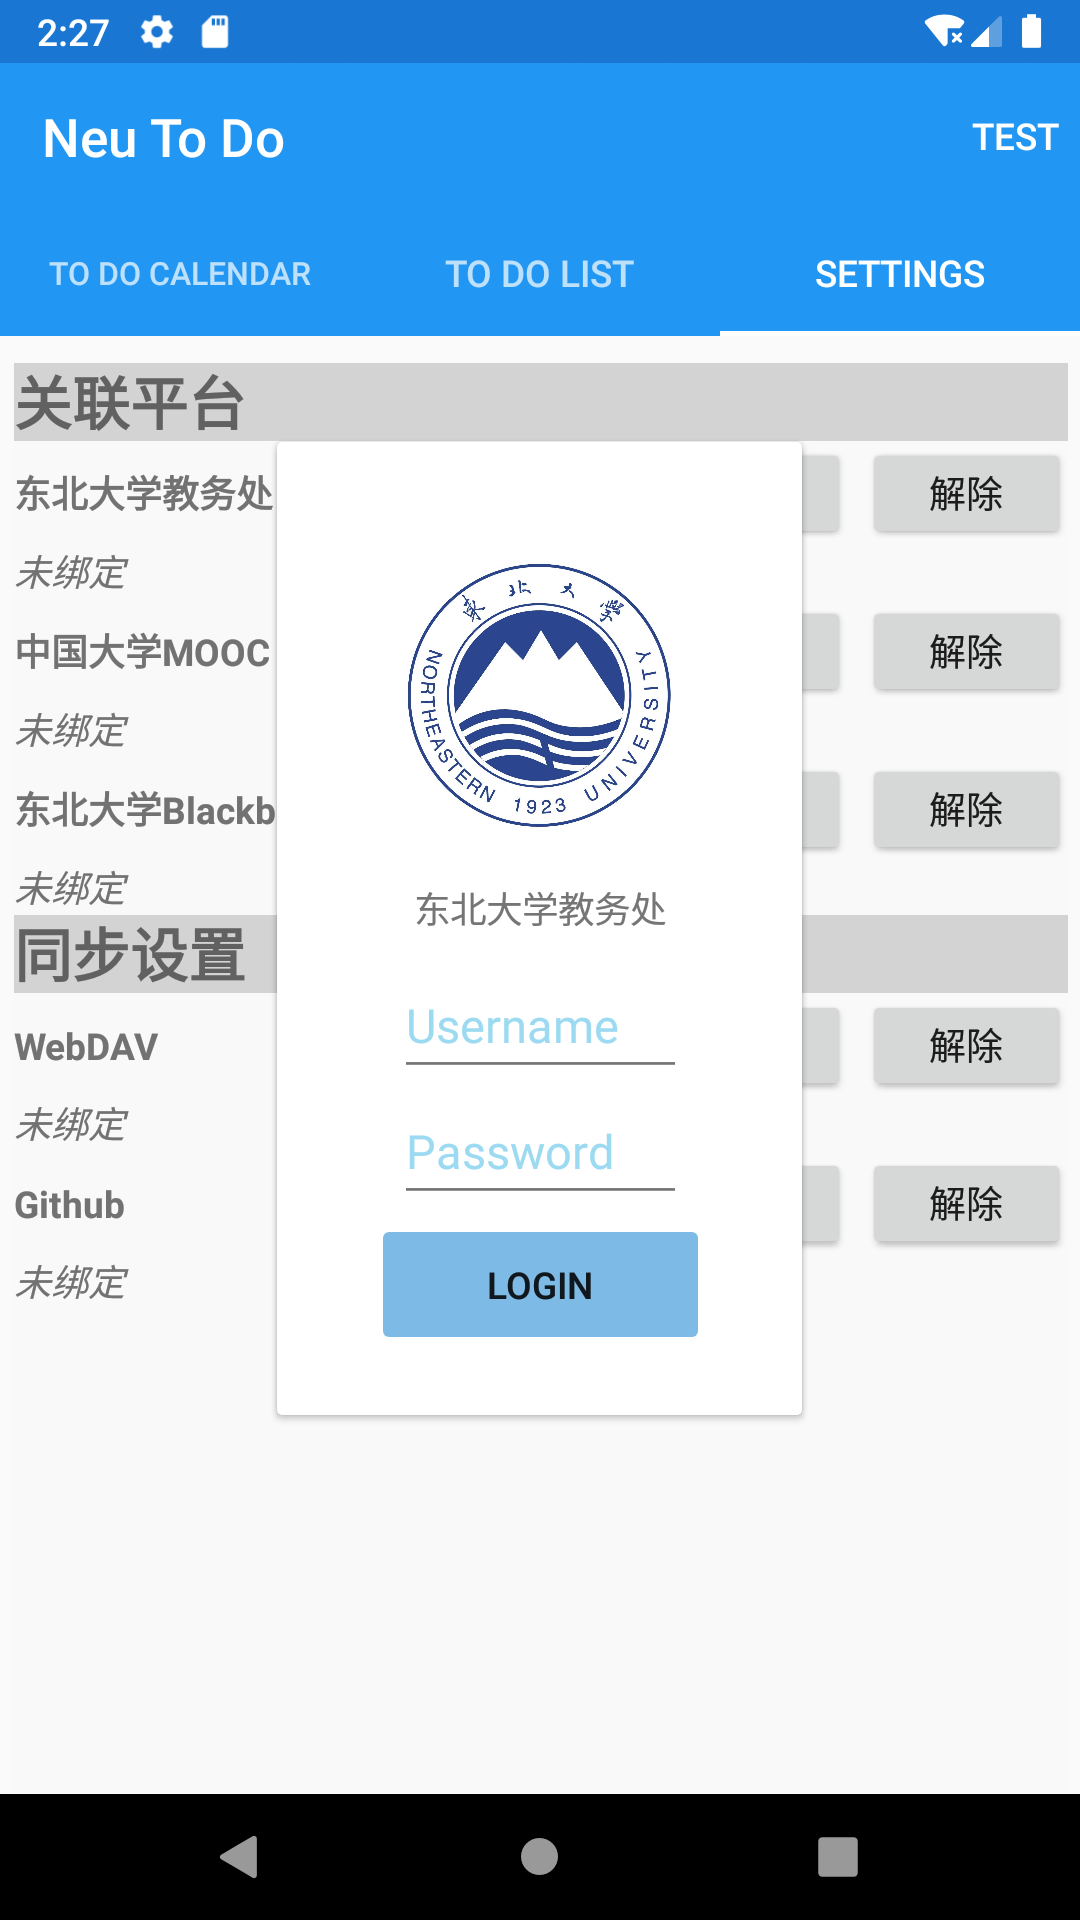 2:27
Neu To Do
TEST
TO DO CALENDAR
TO DO LIST
SETTINGS
关联平台
东北大学教务处
解除
未绑定
中国大学MOOC
解除
未绑定
东北大学Blackb
解除
未绑定
同步设置
WebDAV
解除
未绑定
Github
解除
未绑定
東北大學
NORTHEASTERN 1923 UNIVERSITY
东北大学教务处
Username
Password
LOGIN